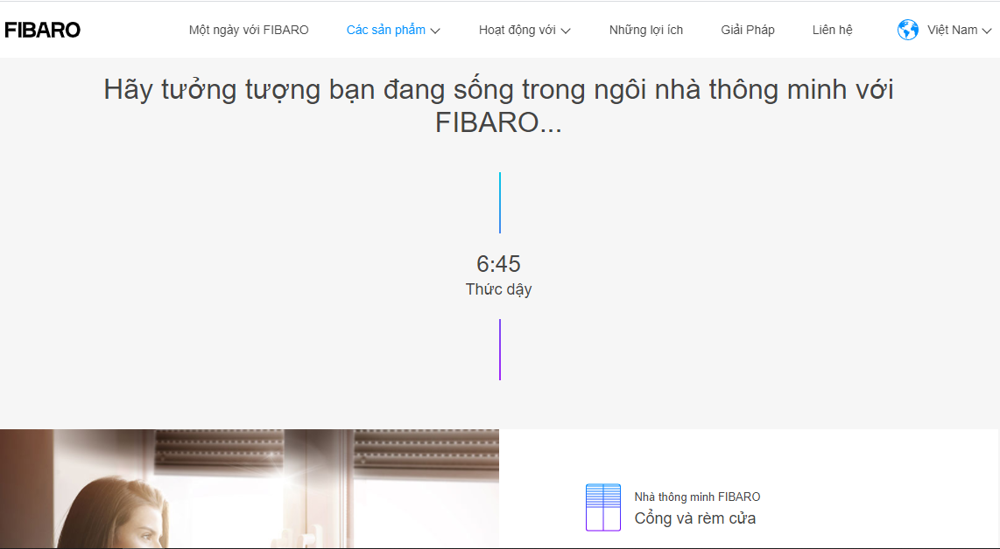 FIBARO
Một ngày với FIBARO
Các sản phẩm
Hoạt động với
Những lợi ích
Giải Pháp
Liên hệ
Việt Nam
Hãy tưởng tượng bạn đang sống trong ngôi nhà thông minh với
FIBARO...
6:45
Thức dậy
Nhà thông minh FIBARO
Cổng và rèm cửa